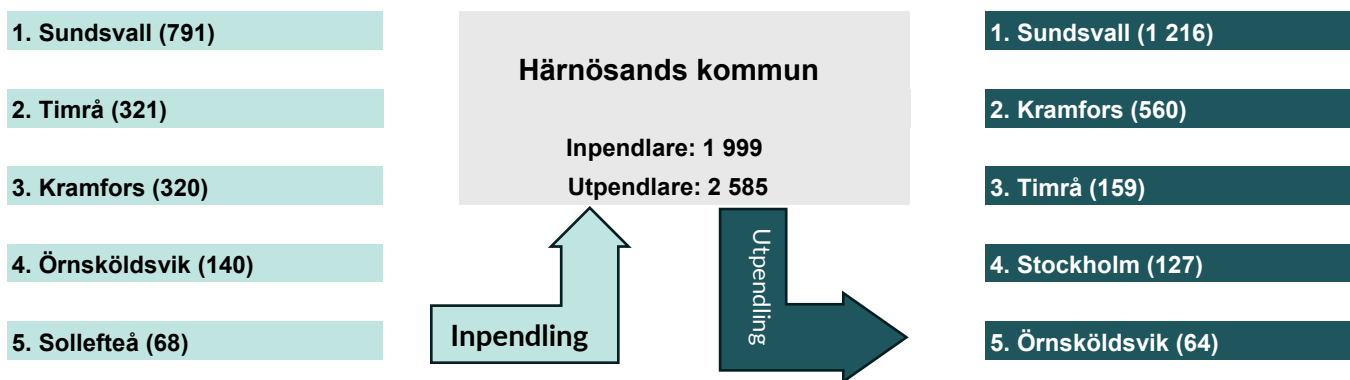 1. Sundsvall (791)
2. Timrå (321)
3. Kramfors (320)
4. Örnsköldsvik (140)
5. Sollefteå (68)
Härnösands kommun
Inpendlare: 1 999
Utpendlare: 2 585
Inpendling
Utpendling
1. Sundsvall (1 216)
2. Kramfors (560)
3. Timrå (159)
4. Stockholm (127)
5. Örnsköldsvik (64)